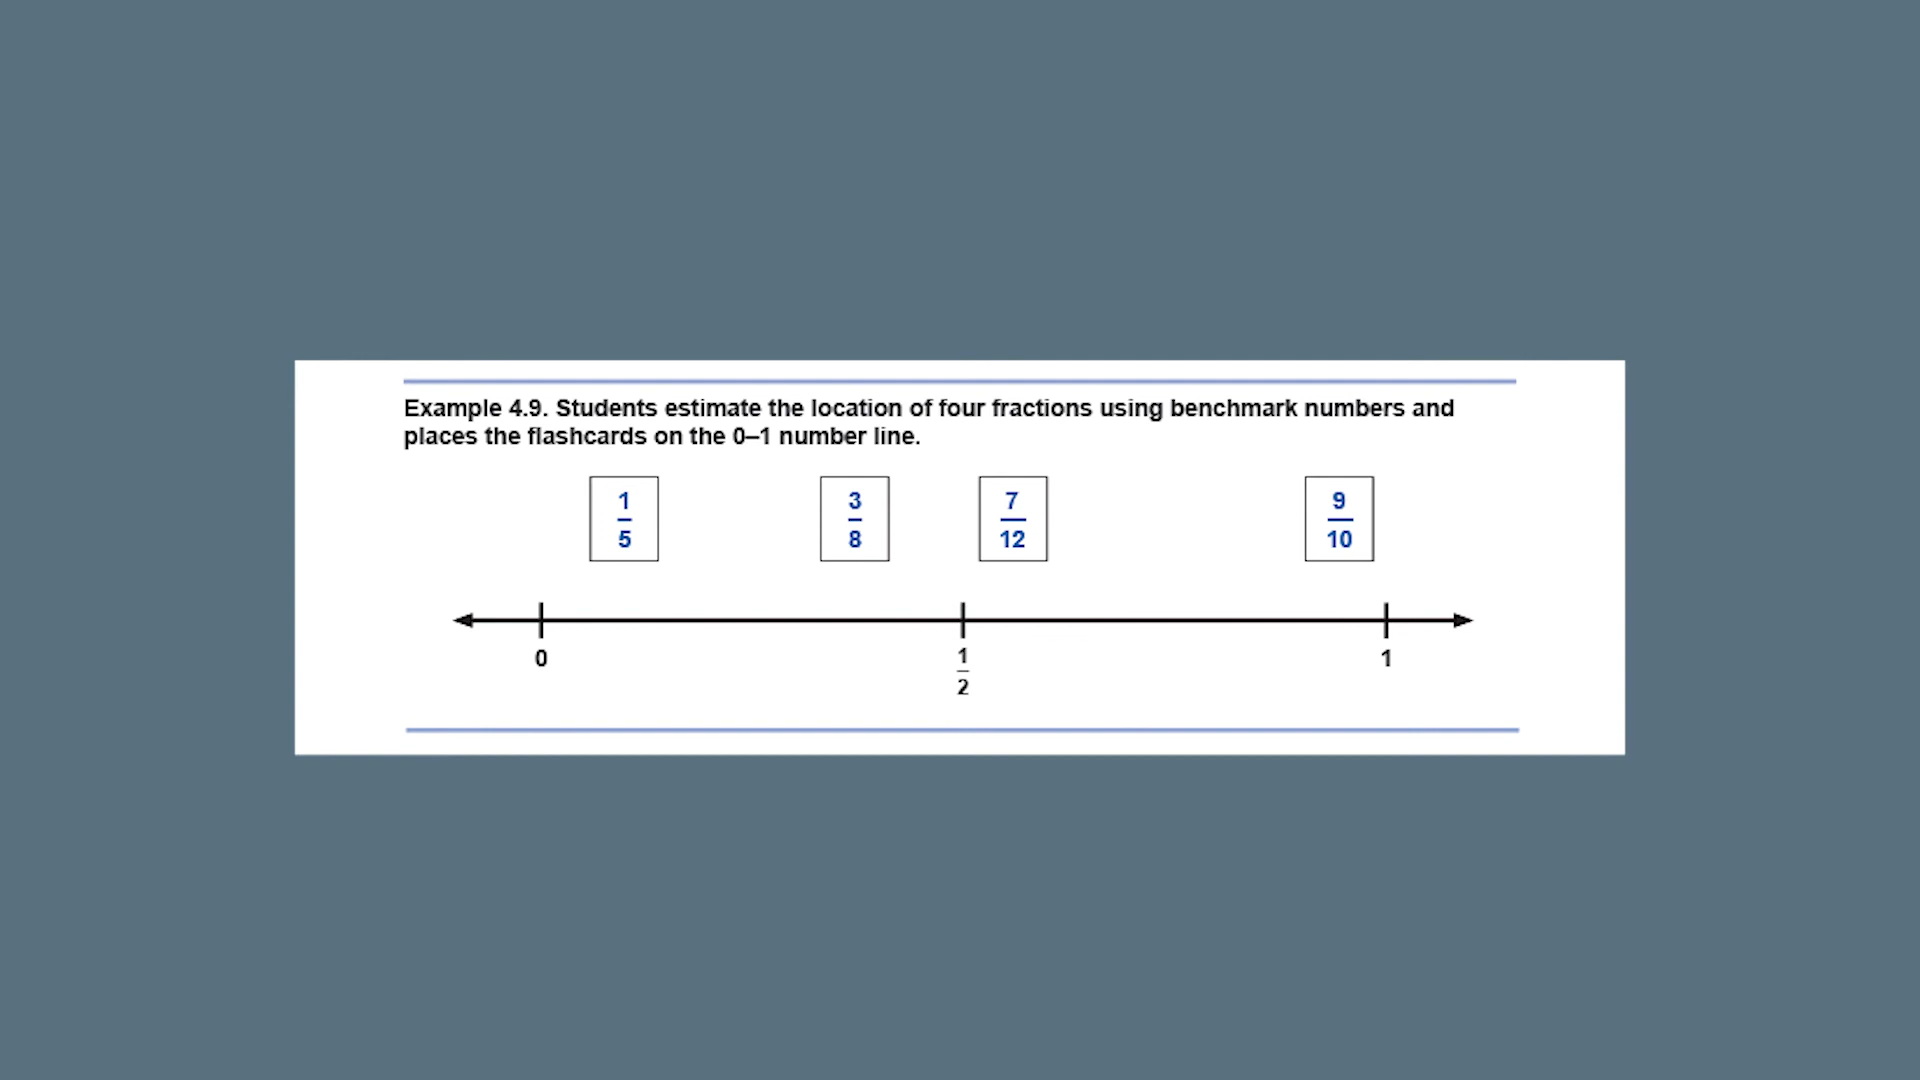 Example 4.9. Students estimate the location of four fractions using benchmark numbers and
places the flashcards on the 0–1 number line.
1/5 3/8 7/12 9/10
0 1/2 1